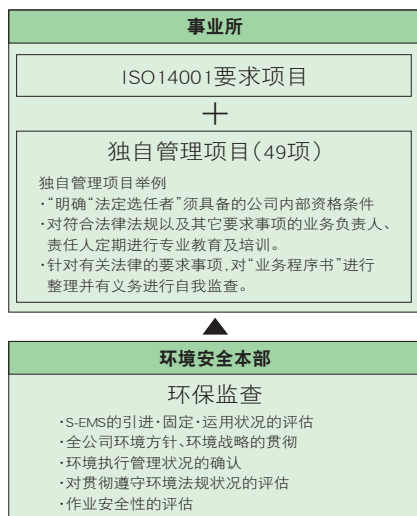 事业所
ISO14001要求项目
+
独自管理项目(49项)
独自管理项目举例
·“明确“法定选任者”须具备的公司内部资格条件
·对符合法律法规以及其它要求事项的业务负责人、
责任人定期进行专业教育及培训。
·针对有关法律的要求事项,对“业务程序书”进行
整理并有义务进行自我监查。
环境安全本部
环保监查
·S-EMS的引进·固定·运用状况的评估
·全公司环境方针、环境战略的贯彻
·环境执行管理状况的确认
·对贯彻遵守环境法规状况的评估
·作业安全性的评估